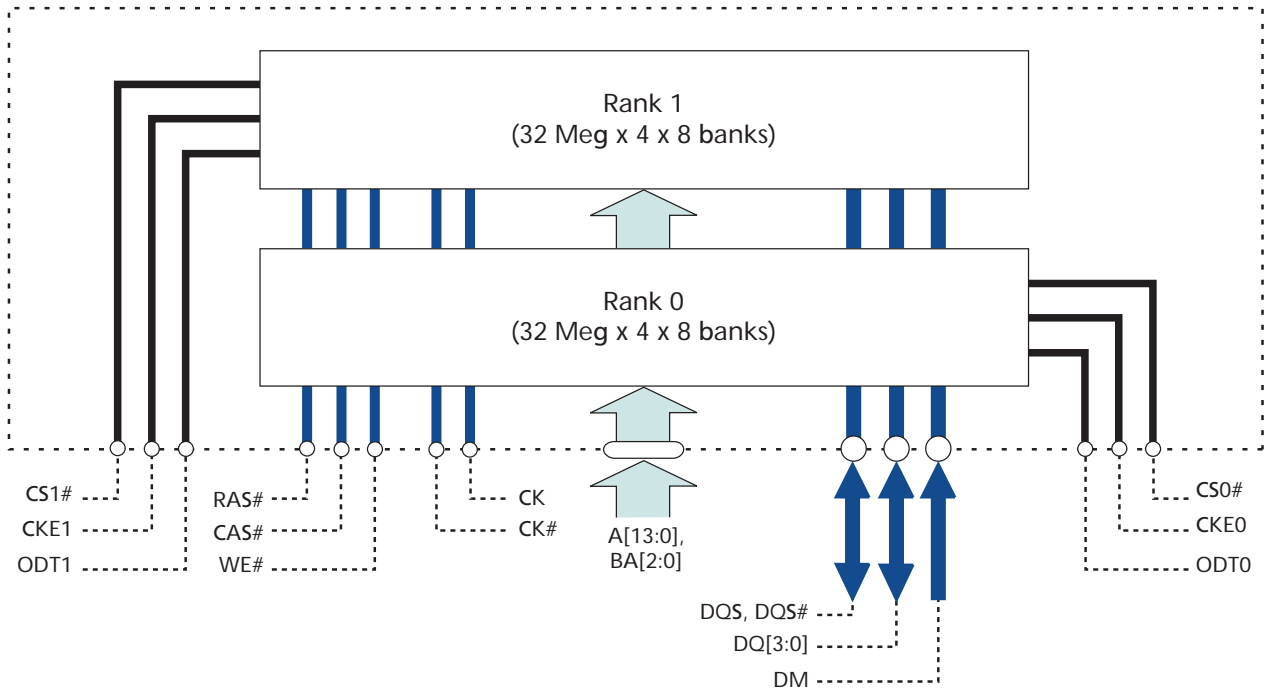 Rank 1
(32 Meg x 4 x 8 banks)
Rank 0
(32 Meg x 4 x 8 banks)
CS1#
CKE1
ODT1
RAS#
CAS#
WE#
CK
CK#
A[13:0],
BA[2:0]
CS0#
CKE0
ODT0
DQS, DQS#
DQ[3:0]
DM